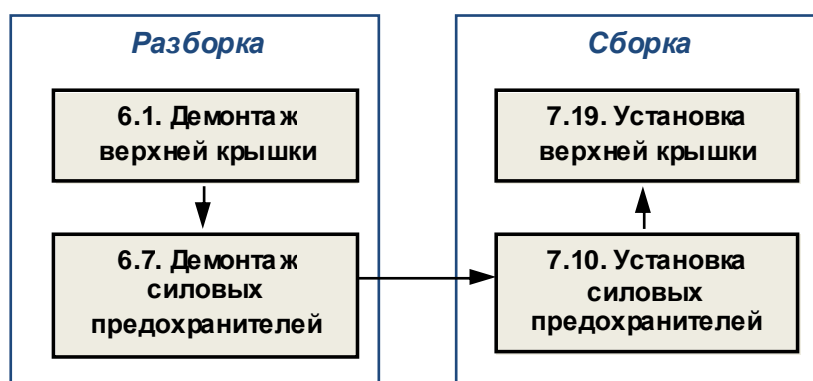 Разборка
6.1. Демонтаж
верхней крышки
6.7. Демонтаж
силовых
предохранителей
Сборка
7.19. Установка
верхней крышки
7.10. Установка
силовых
предохранителей